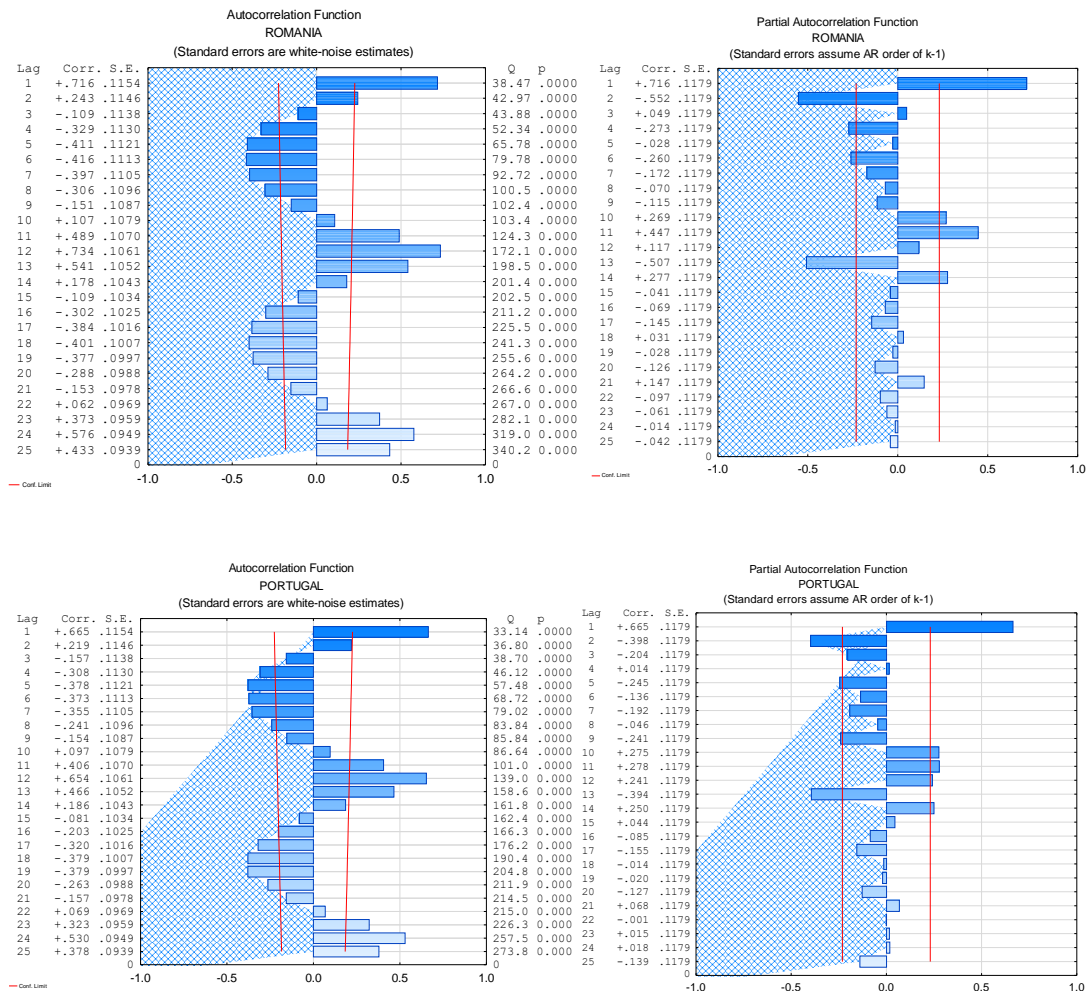 Autocorrelation Function
ROMANIA
(Standard errors are white-noise estimates)
Lag Corr. S.E. Q p
1 +.716 .1154 38.47 .0000
2 +.243 .1146 42.97 .0000
3 -.109 .1138 43.88 .0000
4 -.329 .1130 52.34 .0000
5 -.411 .1121 65.78 .0000
6 -.416 .1113 79.78 .0000
7 -.397 .1105 92.72 .0000
8 -.306 .1096 100.5 0.000
9 -.151 .1087 102.4 0.000
10 +.107 .1079 103.4 0.000
11 +.489 .1070 124.3 0.000
12 +.734 .1061 172.1 0.000
13 +.541 .1052 198.5 0.000
14 +.178 .1043 201.4 0.000
15 -.109 .1034 202.5 0.000
16 -.302 .1025 211.2 0.000
17 -.384 .1016 225.5 0.000
18 -.401 .1007 241.3 0.000
19 -.377 .0997 255.6 0.000
20 -.288 .0988 264.2 0.000
21 -.153 .0978 266.6 0.000
22 +.062 .0969 267.0 0.000
23 +.373 .0959 282.1 0.000
24 +.576 .0949 319.0 0.000
25 +.433 .0939 340.2 0.000
0 0
-1.0 -0.5 0.0 0.5 1.0
Conf. Limit
Partial Autocorrelation Function
ROMANIA
(Standard errors assume AR order of k-1)
Lag Corr. S.E.
1 +.716 .1179
2 -.552 .1179
3 +.049 .1179
4 -.273 .1179
5 -.028 .1179
6 -.260 .1179
7 -.172 .1179
8 -.070 .1179
9 -.115 .1179
10 +.269 .1179
11 +.447 .1179
12 +.117 .1179
13 -.507 .1179
14 +.277 .1179
15 -.041 .1179
16 -.069 .1179
17 -.145 .1179
18 +.031 .1179
19 -.028 .1179
20 -.126 .1179
21 +.147 .1179
22 -.097 .1179
23 -.061 .1179
24 -.014 .1179
25 -.042 .1179
0
-1.0 -0.5 0.0 0.5 1.0
Conf. Limit
Autocorrelation Function
PORTUGAL
(Standard errors are white-noise estimates)
Lag Corr. S.E. Q p
1 +.665 .1154 33.14 .0000
2 +.219 .1146 36.80 .0000
3 -.157 .1138 38.70 .0000
4 -.308 .1130 46.12 .0000
5 -.378 .1121 57.48 .0000
6 -.373 .1113 68.72 .0000
7 -.355 .1105 79.02 .0000
8 -.241 .1096 83.84 .0000
9 -.154 .1087 85.84 .0000
10 +.097 .1079 86.64 .0000
11 +.406 .1070 101.0 0.000
12 +.654 .1061 139.0 0.000
13 +.466 .1052 158.6 0.000
14 +.186 .1043 161.8 0.000
15 -.081 .1034 162.4 0.000
16 -.203 .1025 166.3 0.000
17 -.320 .1016 176.2 0.000
18 -.379 .1007 190.4 0.000
19 -.379 .0997 204.8 0.000
20 -.263 .0988 211.9 0.000
21 -.157 .0978 214.5 0.000
22 +.069 .0969 215.0 0.000
23 +.323 .0959 226.3 0.000
24 +.530 .0949 257.5 0.000
25 +.378 .0939 273.8 0.000
0 0
-1.0 -0.5 0.0 0.5 1.0
Conf. Limit
Partial Autocorrelation Function
PORTUGAL
(Standard errors assume AR order of k-1)
Lag Corr. S.E.
1 +.665 .1179
2 -.398 .1179
3 -.204 .1179
4 +.014 .1179
5 -.245 .1179
6 -.136 .1179
7 -.192 .1179
8 -.046 .1179
9 -.241 .1179
10 +.275 .1179
11 +.278 .1179
12 +.241 .1179
13 -.394 .1179
14 +.250 .1179
15 +.044 .1179
16 -.085 .1179
17 -.155 .1179
18 -.014 .1179
19 -.020 .1179
20 -.127 .1179
21 +.068 .1179
22 -.001 .1179
23 +.015 .1179
24 +.018 .1179
25 -.139 .1179
0
-1.0 -0.5 0.0 0.5 1.0
Conf. Limit